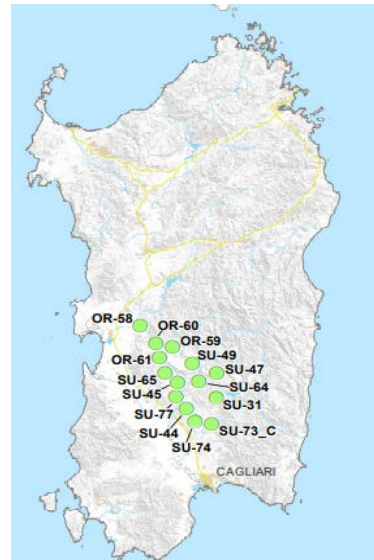 OR-58
OR-60
OR-59
OR-61
SU-49
SU-47
SU-65
SU-64
SU-45
SU-31
SU-77
SU-44
SU-73_C
SU-74
CAGLIARI